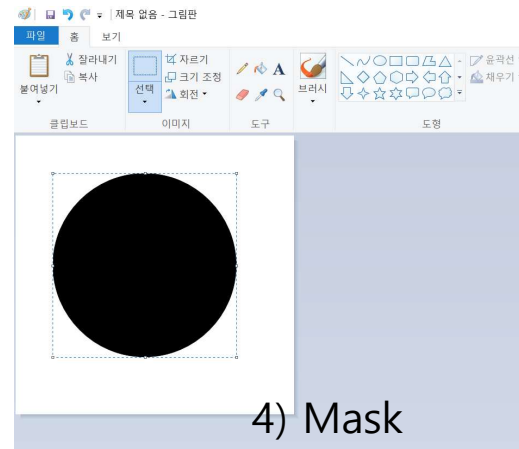 제목 없음 - 그림판
파일 홈 보기
붙여넣기
잘라내기
복사
클립보드
선택
자르기
크기 조정
회전
이미지
A
도구
브러시
윤곽선
채우기
도형
4) Mask